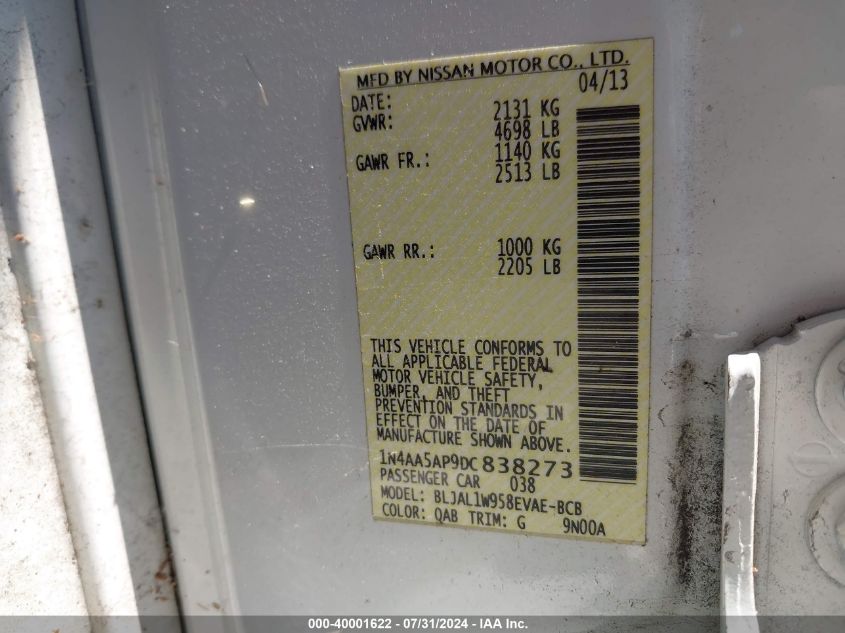 MFD BY NISSAN MOTOR CO., LTD.
DATE: 04/13
GVWR: 2131 KG
4698 LB
GAWR FR.: 1140 KG
2513 LB
GAWR RR.: 1000 KG
2205 LB
THIS VEHICLE CONFORMS TO
ALL APPLICABLE FEDERAL
MOTOR VEHICLE SAFETY,
BUMPER, AND THEFT
PREVENTION STANDARDS IN
EFFECT ON THE DATE OF
MANUFACTURE SHOWN ABOVE.
1N4AA5AP9DC838273
PASSENGER CAR 038
MODEL: BLJAL1W958EVAE-BCB
COLOR: QAB TRIM: G 9N00A
000-40001622 - 07/31/2024 - IAA Inc.